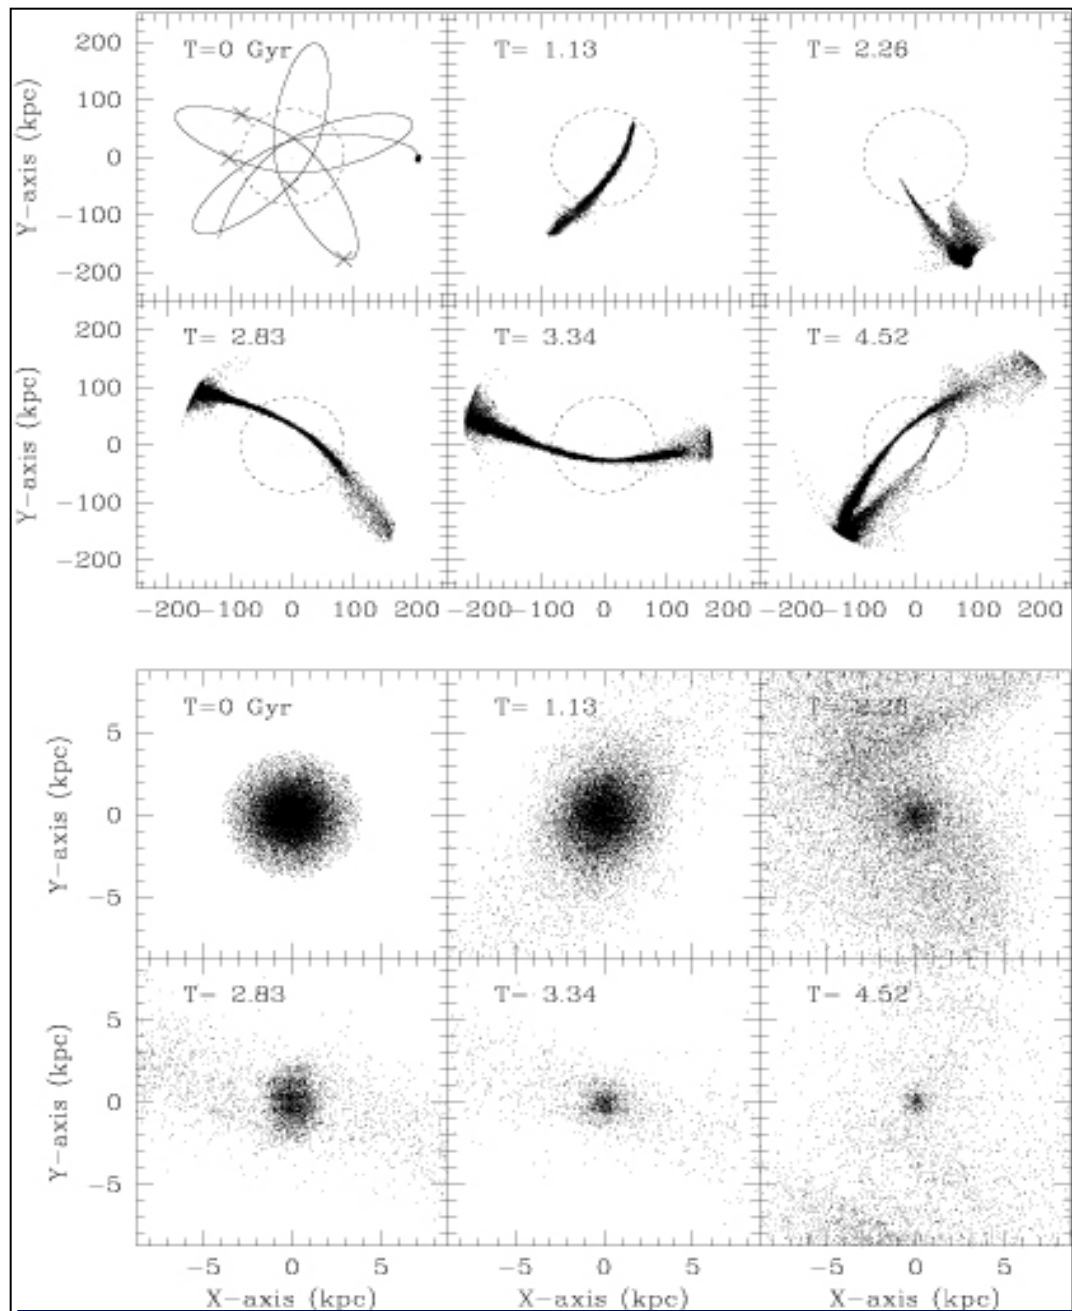 T=0 Gyr
T= 1.13
T= 2.26
200
100
0
−100
−200
Y−axis (kpc)
T= 2.83
T= 3.34
T= 4.52
200
100
0
−100
−200
Y−axis (kpc)
−200−100 0 100 200
−200−100 0 100 200
−200−100 0 100 200
T=0 Gyr
T= 1.13
5
0
−5
Y−axis (kpc)
T− 2.83
T− 3.34
T− 4.52
5
0
−5
Y−axis (kpc)
−5 0 5
−5 0 5
−5 0 5
X−axis (kpc)
X−axis (kpc)
X−axis (kpc)